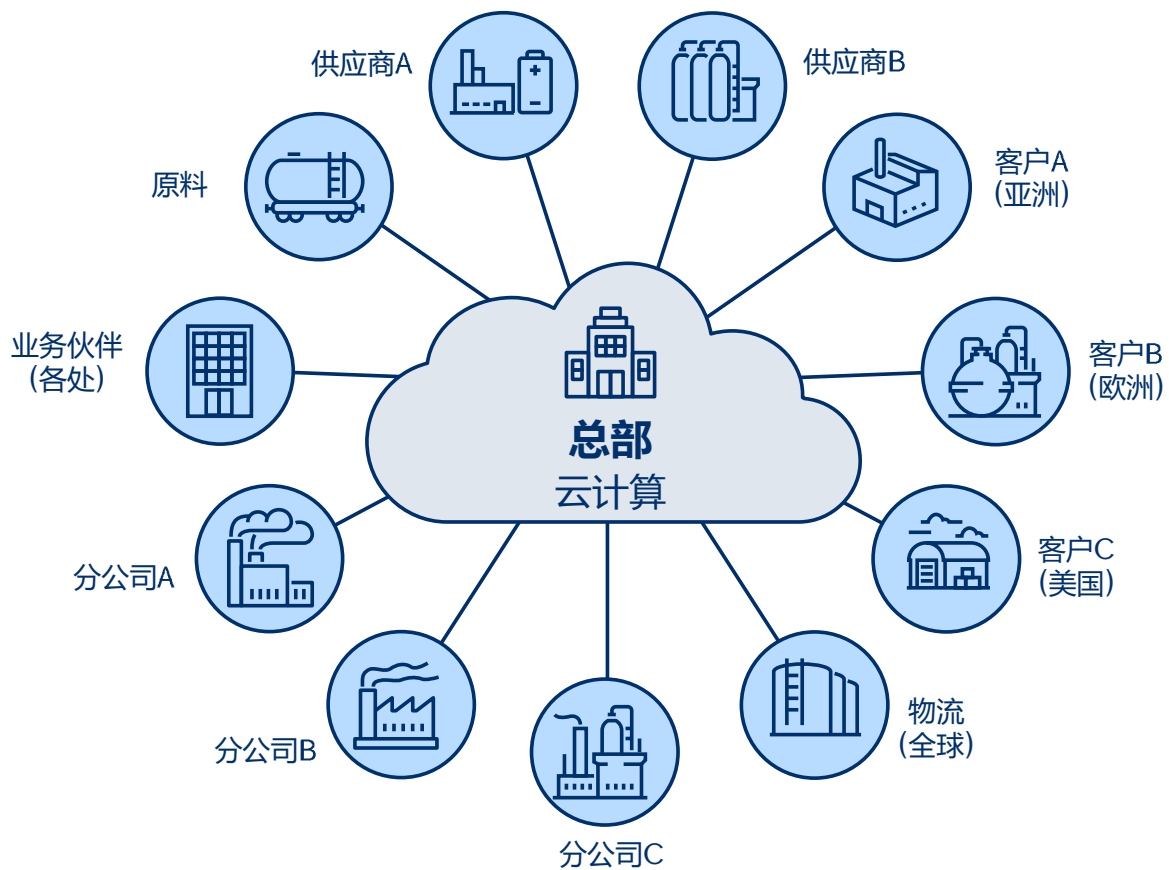 供应商A
供应商B
原料
客户A
(亚洲)
业务伙伴
(各处)
客户B
(欧洲)
总部
云计算
分公司A
客户C
(美国)
分公司B
物流
(全球)
分公司C